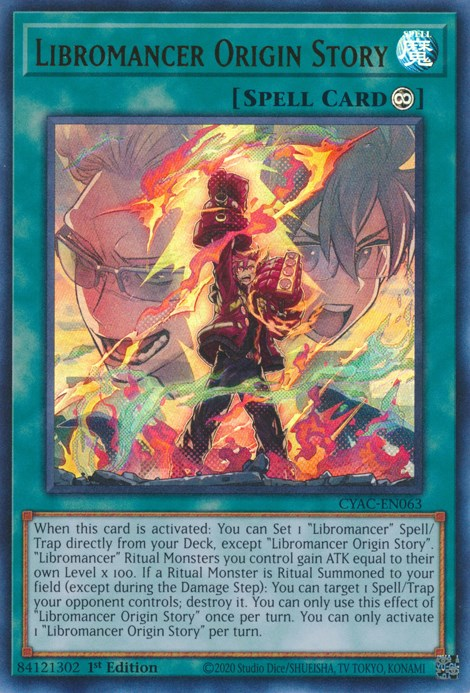 LIBROMANCER ORIGIN STORY
SPELL
魔
[SPELL CARD]
CYAC-EN063
When this card is activated: You can Set 1 "Libromancer" Spell/
Trap directly from your Deck, except "Libromancer Origin Story".
"Libromancer" Ritual Monsters you control gain ATK equal to their
own Level x 100. If a Ritual Monster is Ritual Summoned to your
field (except during the Damage Step): You can target 1 Spell/Trap
your opponent controls; destroy it. You can only use this effect of
"Libromancer Origin Story" once per turn. You can only activate
1 "Libromancer Origin Story" per turn.
84121302 1st Edition ©2020 Studio Dice/SHUEISHA, TV TOKYO, KONAMI